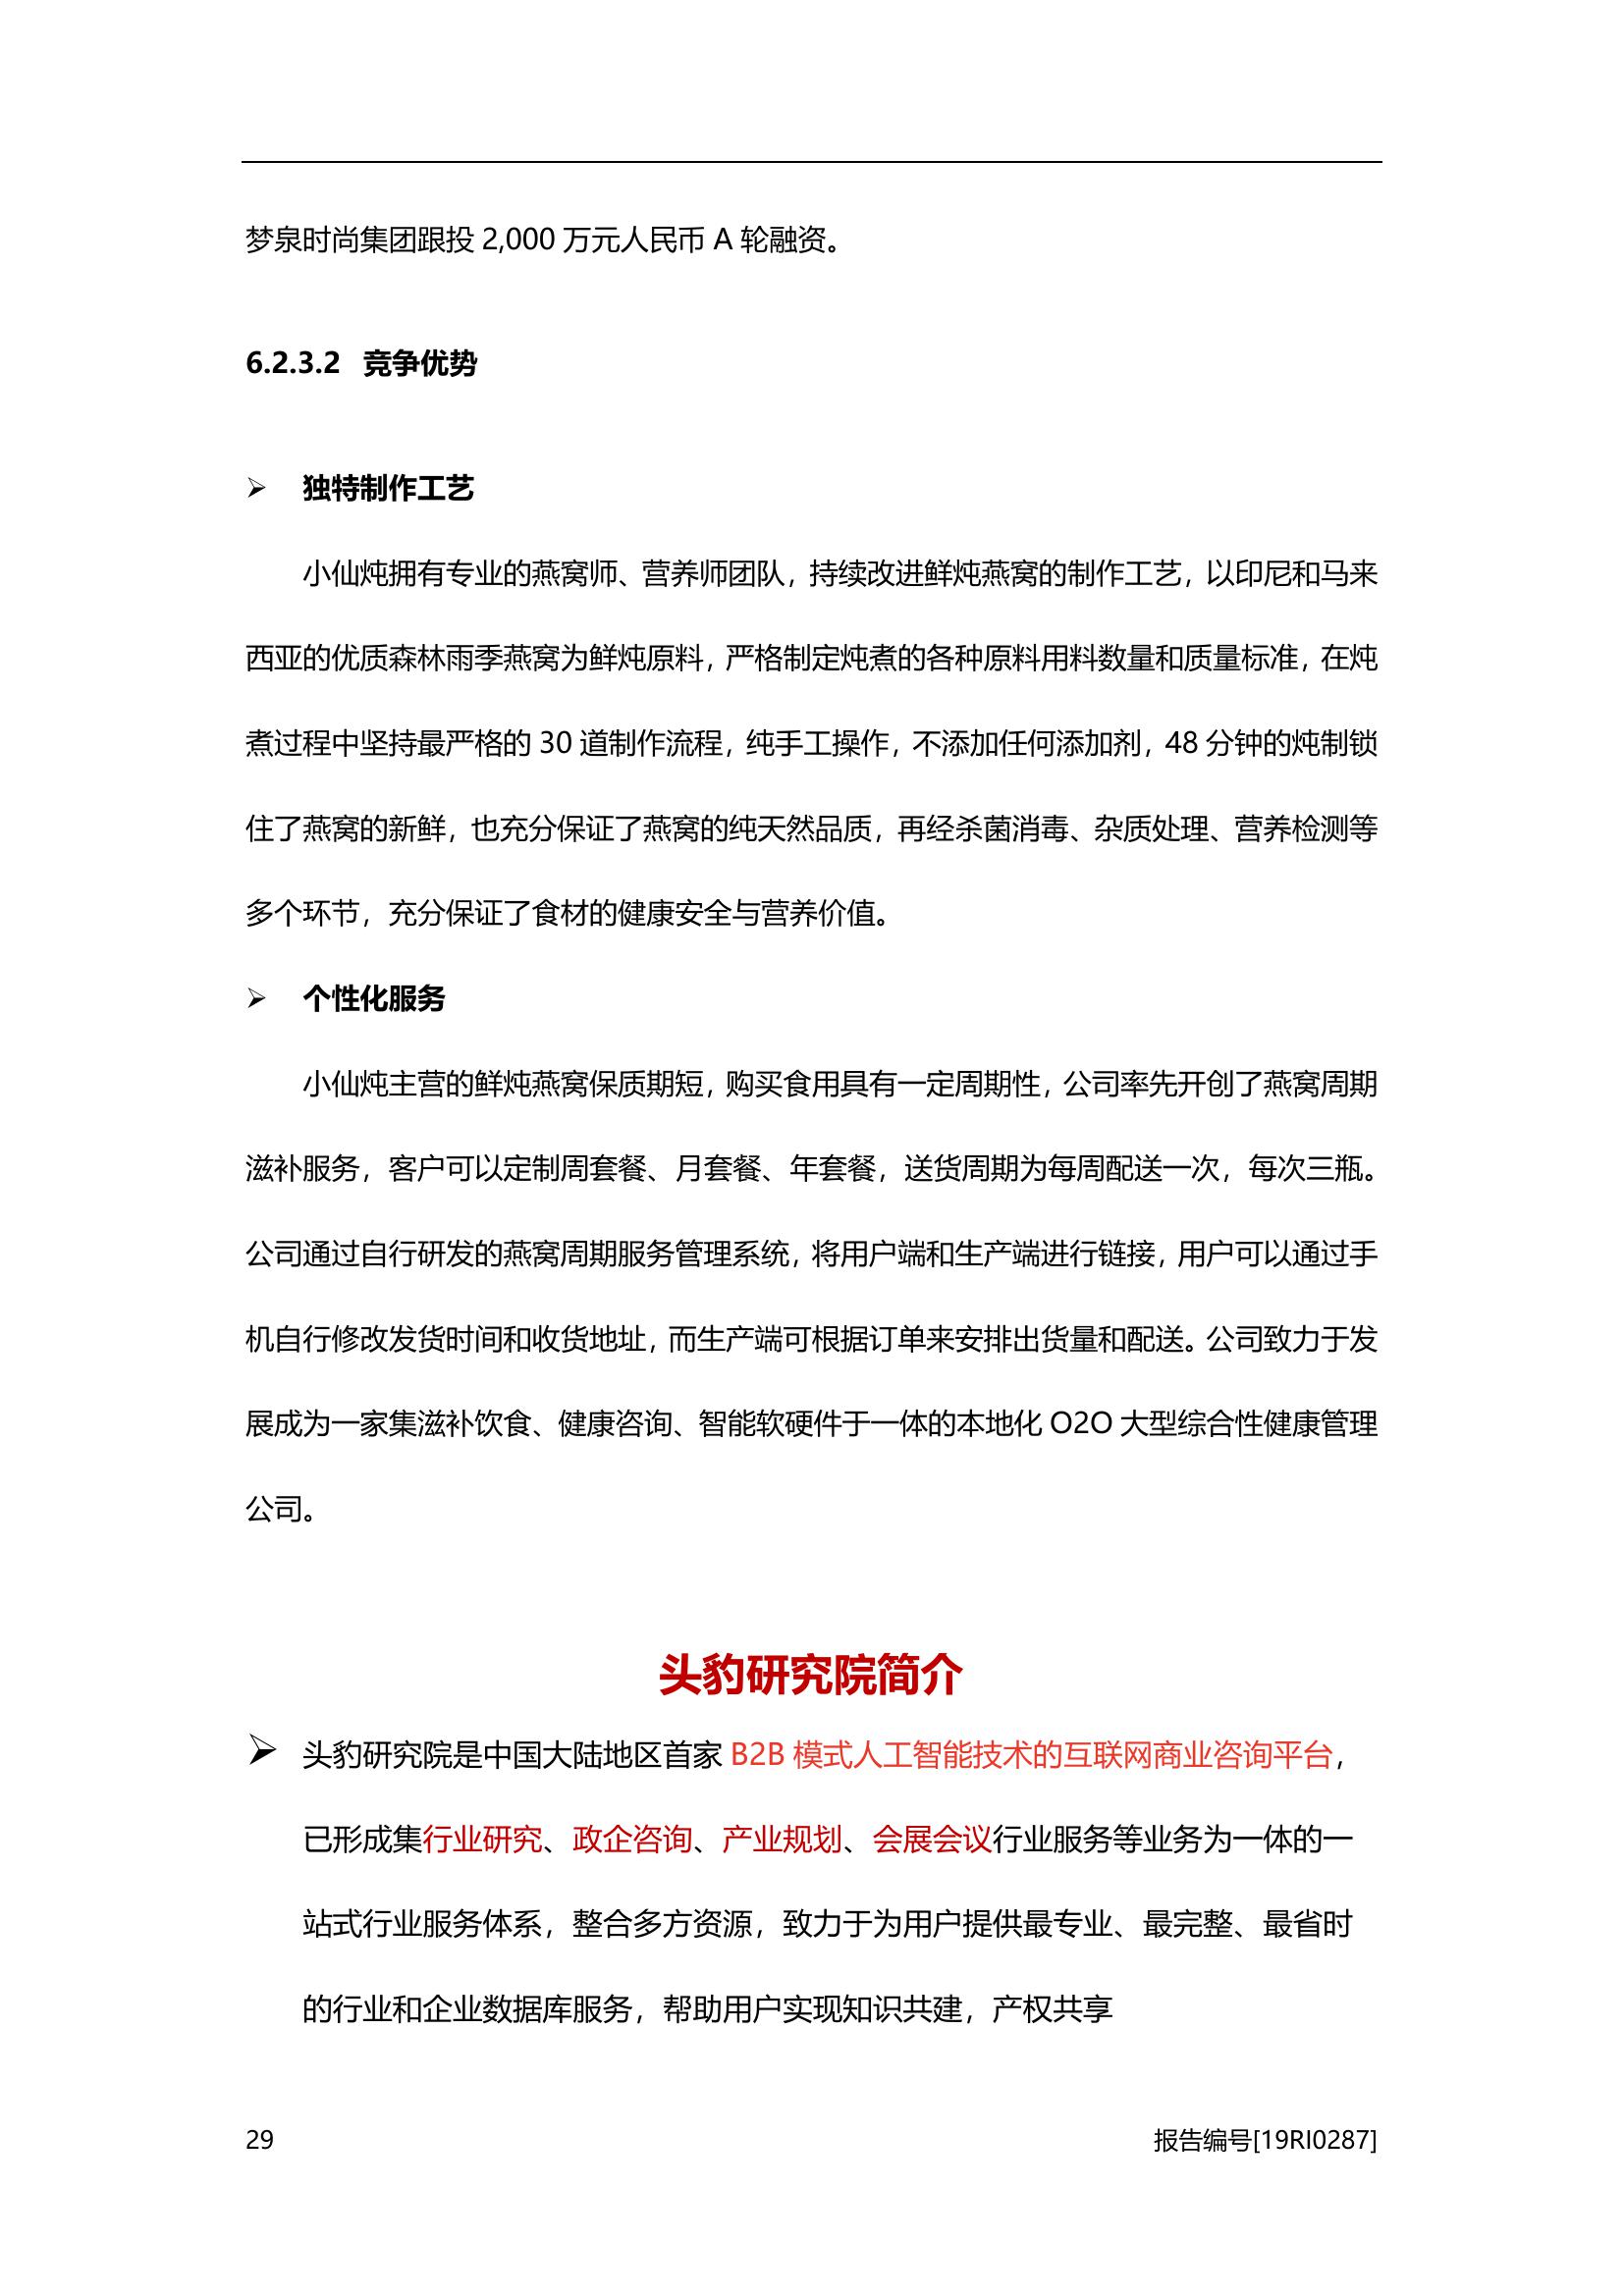 梦泉时尚集团跟投 2,000 万元人民币 A 轮融资。
6.2.3.2 竞争优势
➢ 独特制作工艺
小仙炖拥有专业的燕窝师、营养师团队，持续改进鲜炖燕窝的制作工艺，以印尼和马来
西亚的优质森林雨季燕窝为鲜炖原料，严格制定炖煮的各种原料用料数量和质量标准，在炖
煮过程中坚持最严格的 30 道制作流程，纯手工操作，不添加任何添加剂，48 分钟的炖制锁
住了燕窝的新鲜，也充分保证了燕窝的纯天然品质，再经杀菌消毒、杂质处理、营养检测等
多个环节，充分保证了食材的健康安全与营养价值。
➢ 个性化服务
小仙炖主营的鲜炖燕窝保质期短，购买食用具有一定周期性，公司率先开创了燕窝周期
滋补服务，客户可以定制周套餐、月套餐、年套餐，送货周期为每周配送一次，每次三瓶。
公司通过自行研发的燕窝周期服务管理系统，将用户端和生产端进行链接，用户可以通过手
机自行修改发货时间和收货地址，而生产端可根据订单来安排出货量和配送。公司致力于发
展成为一家集滋补饮食、健康咨询、智能软硬件于一体的本地化 O2O 大型综合性健康管理
公司。
头豹研究院简介
➢ 头豹研究院是中国大陆地区首家 B2B 模式人工智能技术的互联网商业咨询平台，
已形成集行业研究、政企咨询、产业规划、会展会议行业服务等业务为一体的一
站式行业服务体系，整合多方资源，致力于为用户提供最专业、最完整、最省时
的行业和企业数据库服务，帮助用户实现知识共建，产权共享
29 报告编号[19RI0287]